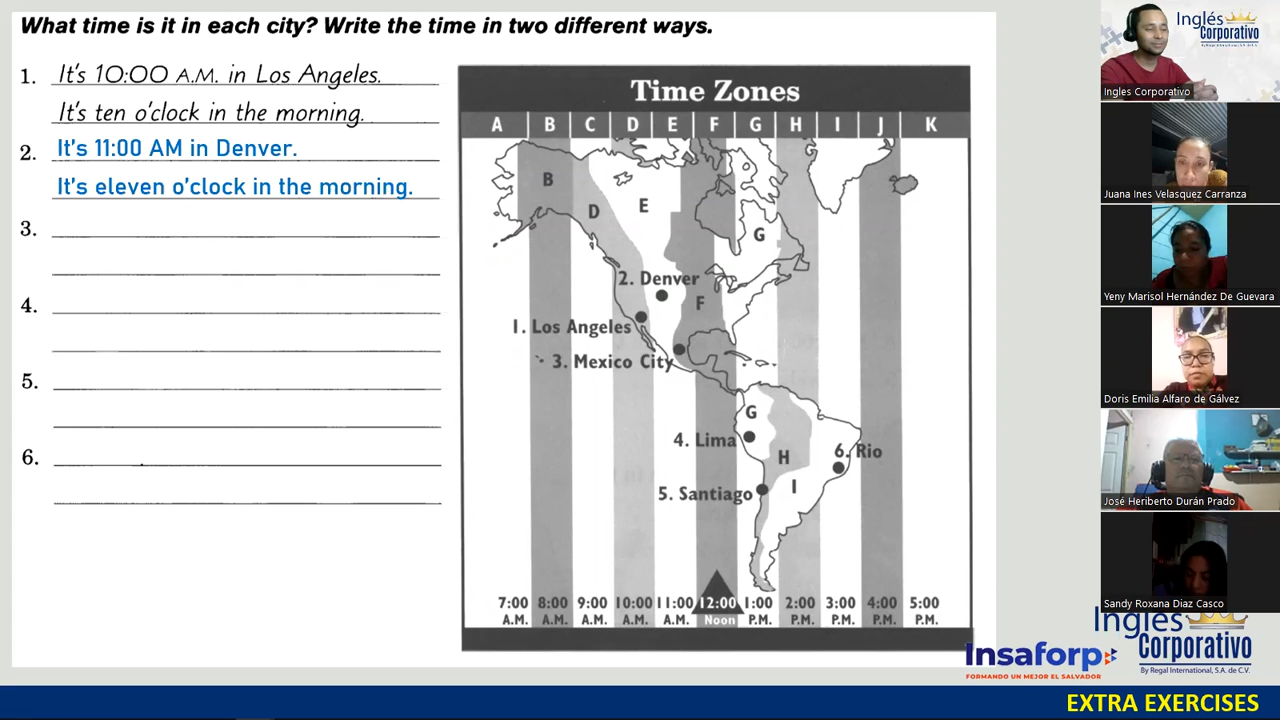 What time is it in each city? Write the time in two different ways.
1. It's 10:00 A.M. in Los Angeles.
It's ten o'clock in the morning.
2. It's 11:00 AM in Denver.
It's eleven o'clock in the morning.
3.
4.
5.
6.
Time Zones
A B C D E F G H I J K
B
D
E
G
2. Denver
F
1. Los Angeles
3. Mexico City
G
4. Lima
6. Rio
H
5. Santiago
I
7:00 8:00 9:00 10:00 11:00 12:00 1:00 2:00 3:00 4:00 5:00
A.M. A.M. A.M. A.M. A.M. Noon P.M. P.M. P.M. P.M. P.M.
Inglés
Corporativo
By Regal International, S.A. de C.V.
Ingles Corporativo
Juana Ines Velasquez Carranza
Yeny Marisol Hernández De Guevara
Doris Emilia Alfaro de Gálvez
José Heriberto Durán Prado
Sandy Roxana Diaz Casco
Insaforp
FORMANDO UN MEJOR EL SALVADOR
Inglés
Corporativo
By Regal International, S.A. de C.V.
EXTRA EXERCISES